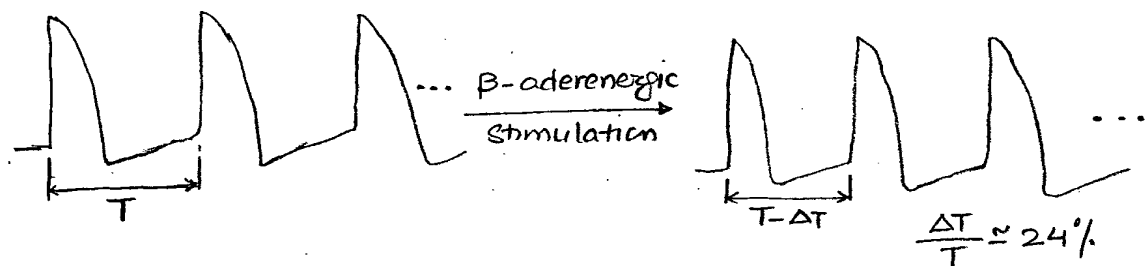 T
... β-aderenergic
Stimulation
...
T-ΔT
ΔT/T ≃ 24%